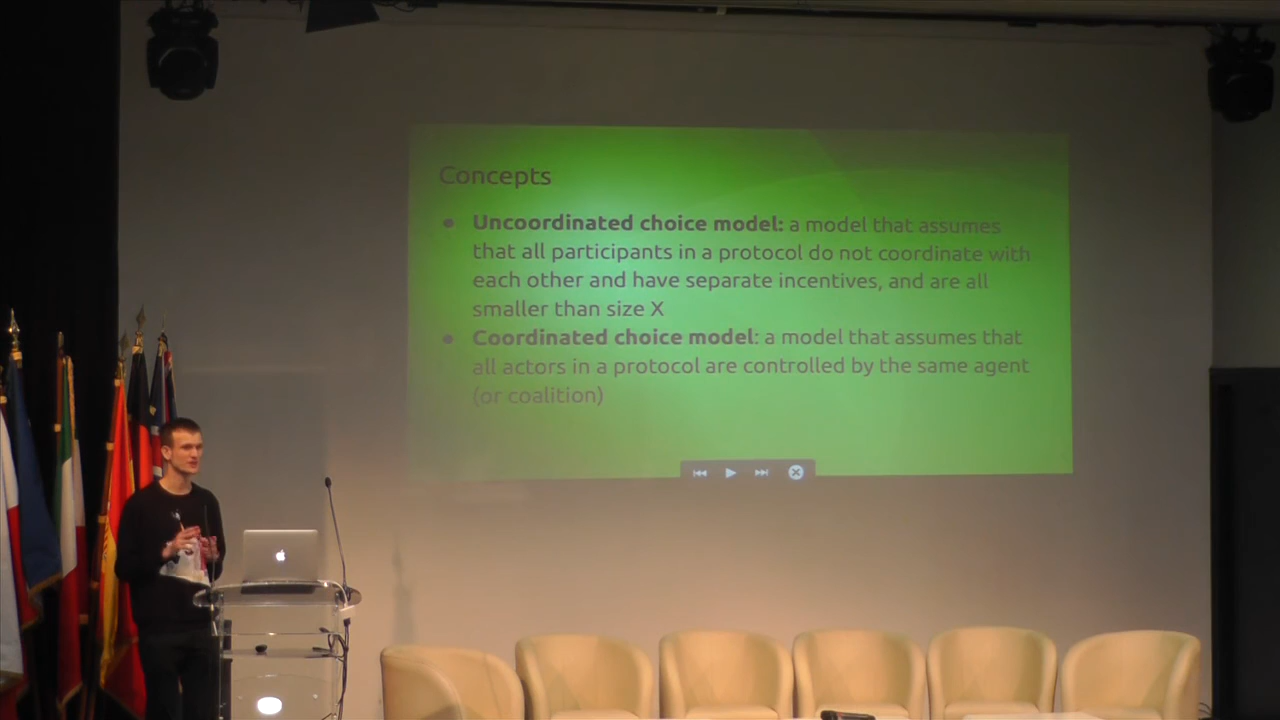 Concepts
● Uncoordinated choice model: a model that assumes
that all participants in a protocol do not coordinate with
each other and have separate incentives, and are all
smaller than size X
● Coordinated choice model: a model that assumes that
all actors in a protocol are controlled by the same agent
(or coalition)